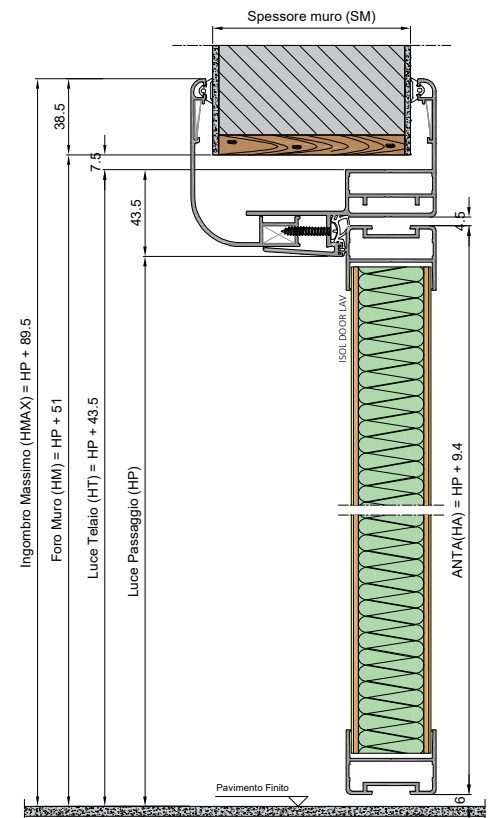 Spessore muro (SM)
38.5
7.5
43.5
4.5
ISOL DOOR LAV
Ingombro Massimo (HMAX) = HP + 89.5
Foro Muro (HM) = HP + 51
Luce Telaio (HT) = HP + 43.5
Luce Passaggio (HP)
ANTA(HA) = HP + 9.4
Pavimento Finito
6